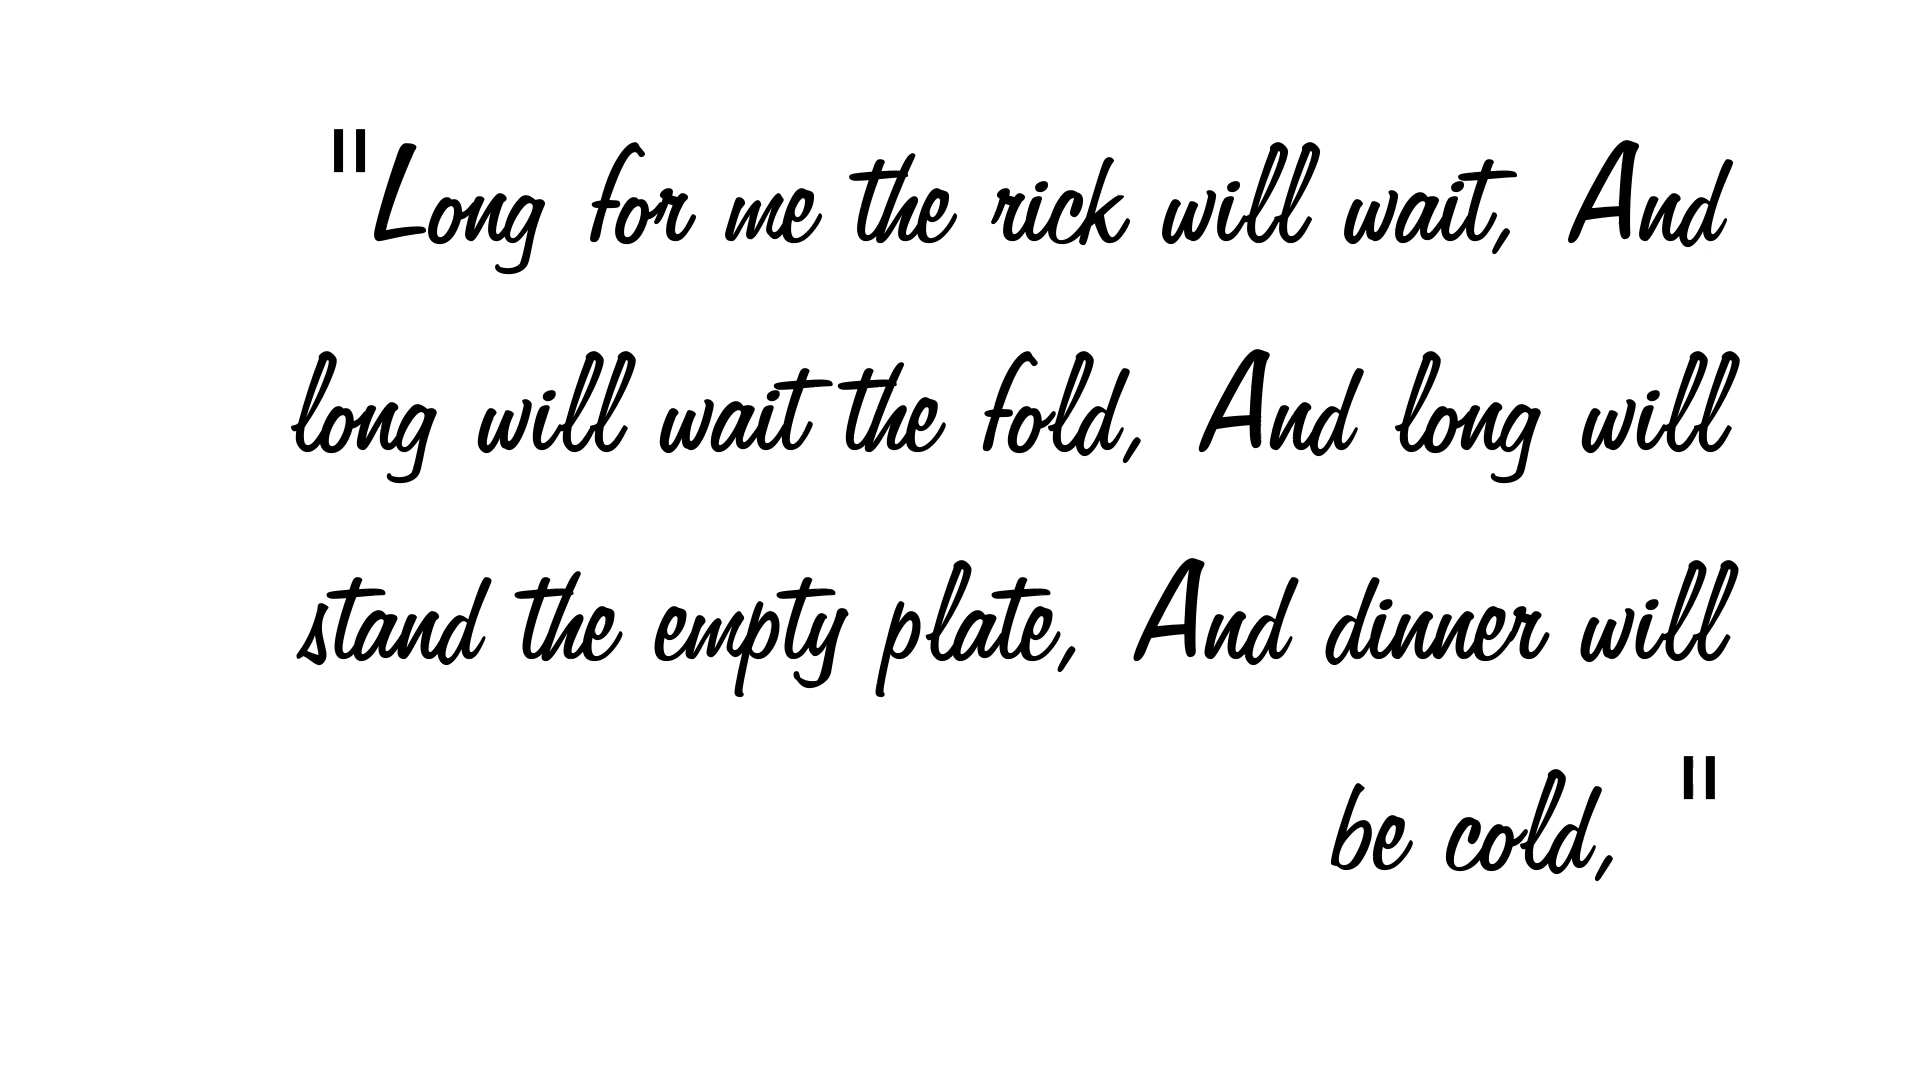 "Long for me the rick will wait, And
long will wait the fold, And long will
stand the empty plate, And dinner will
be cold, "